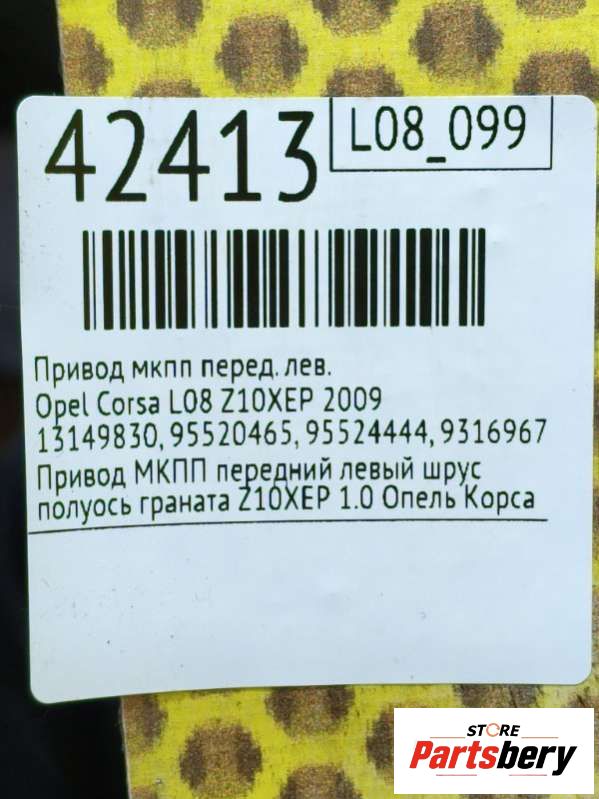 42413
L08_099
Привод мкпп перед. лев.
Opel Corsa L08 Z10XEP 2009
13149830, 95520465, 95524444, 9316967
Привод МКПП передний левый шрус
полуось граната Z10XEP 1.0 Опель Корса
STORE
Partsbery